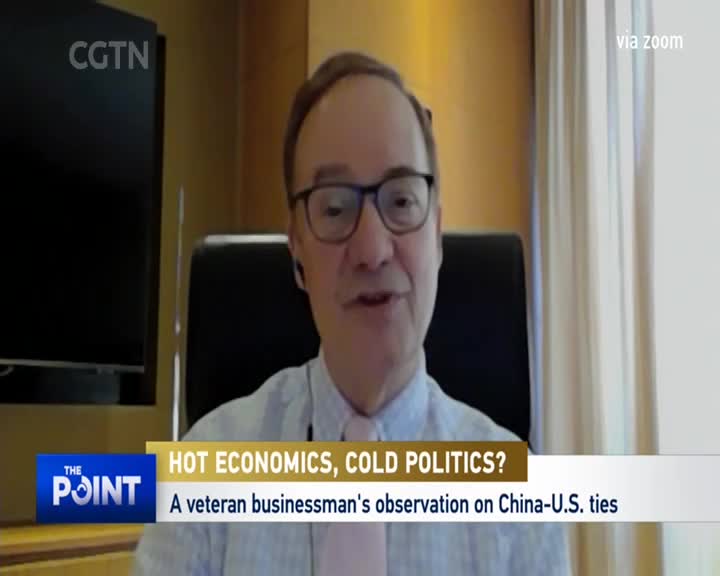 CGTN
via zoom
HOT ECONOMICS, COLD POLITICS?
THE
POINT
A veteran businessman's observation on China-U.S. ties